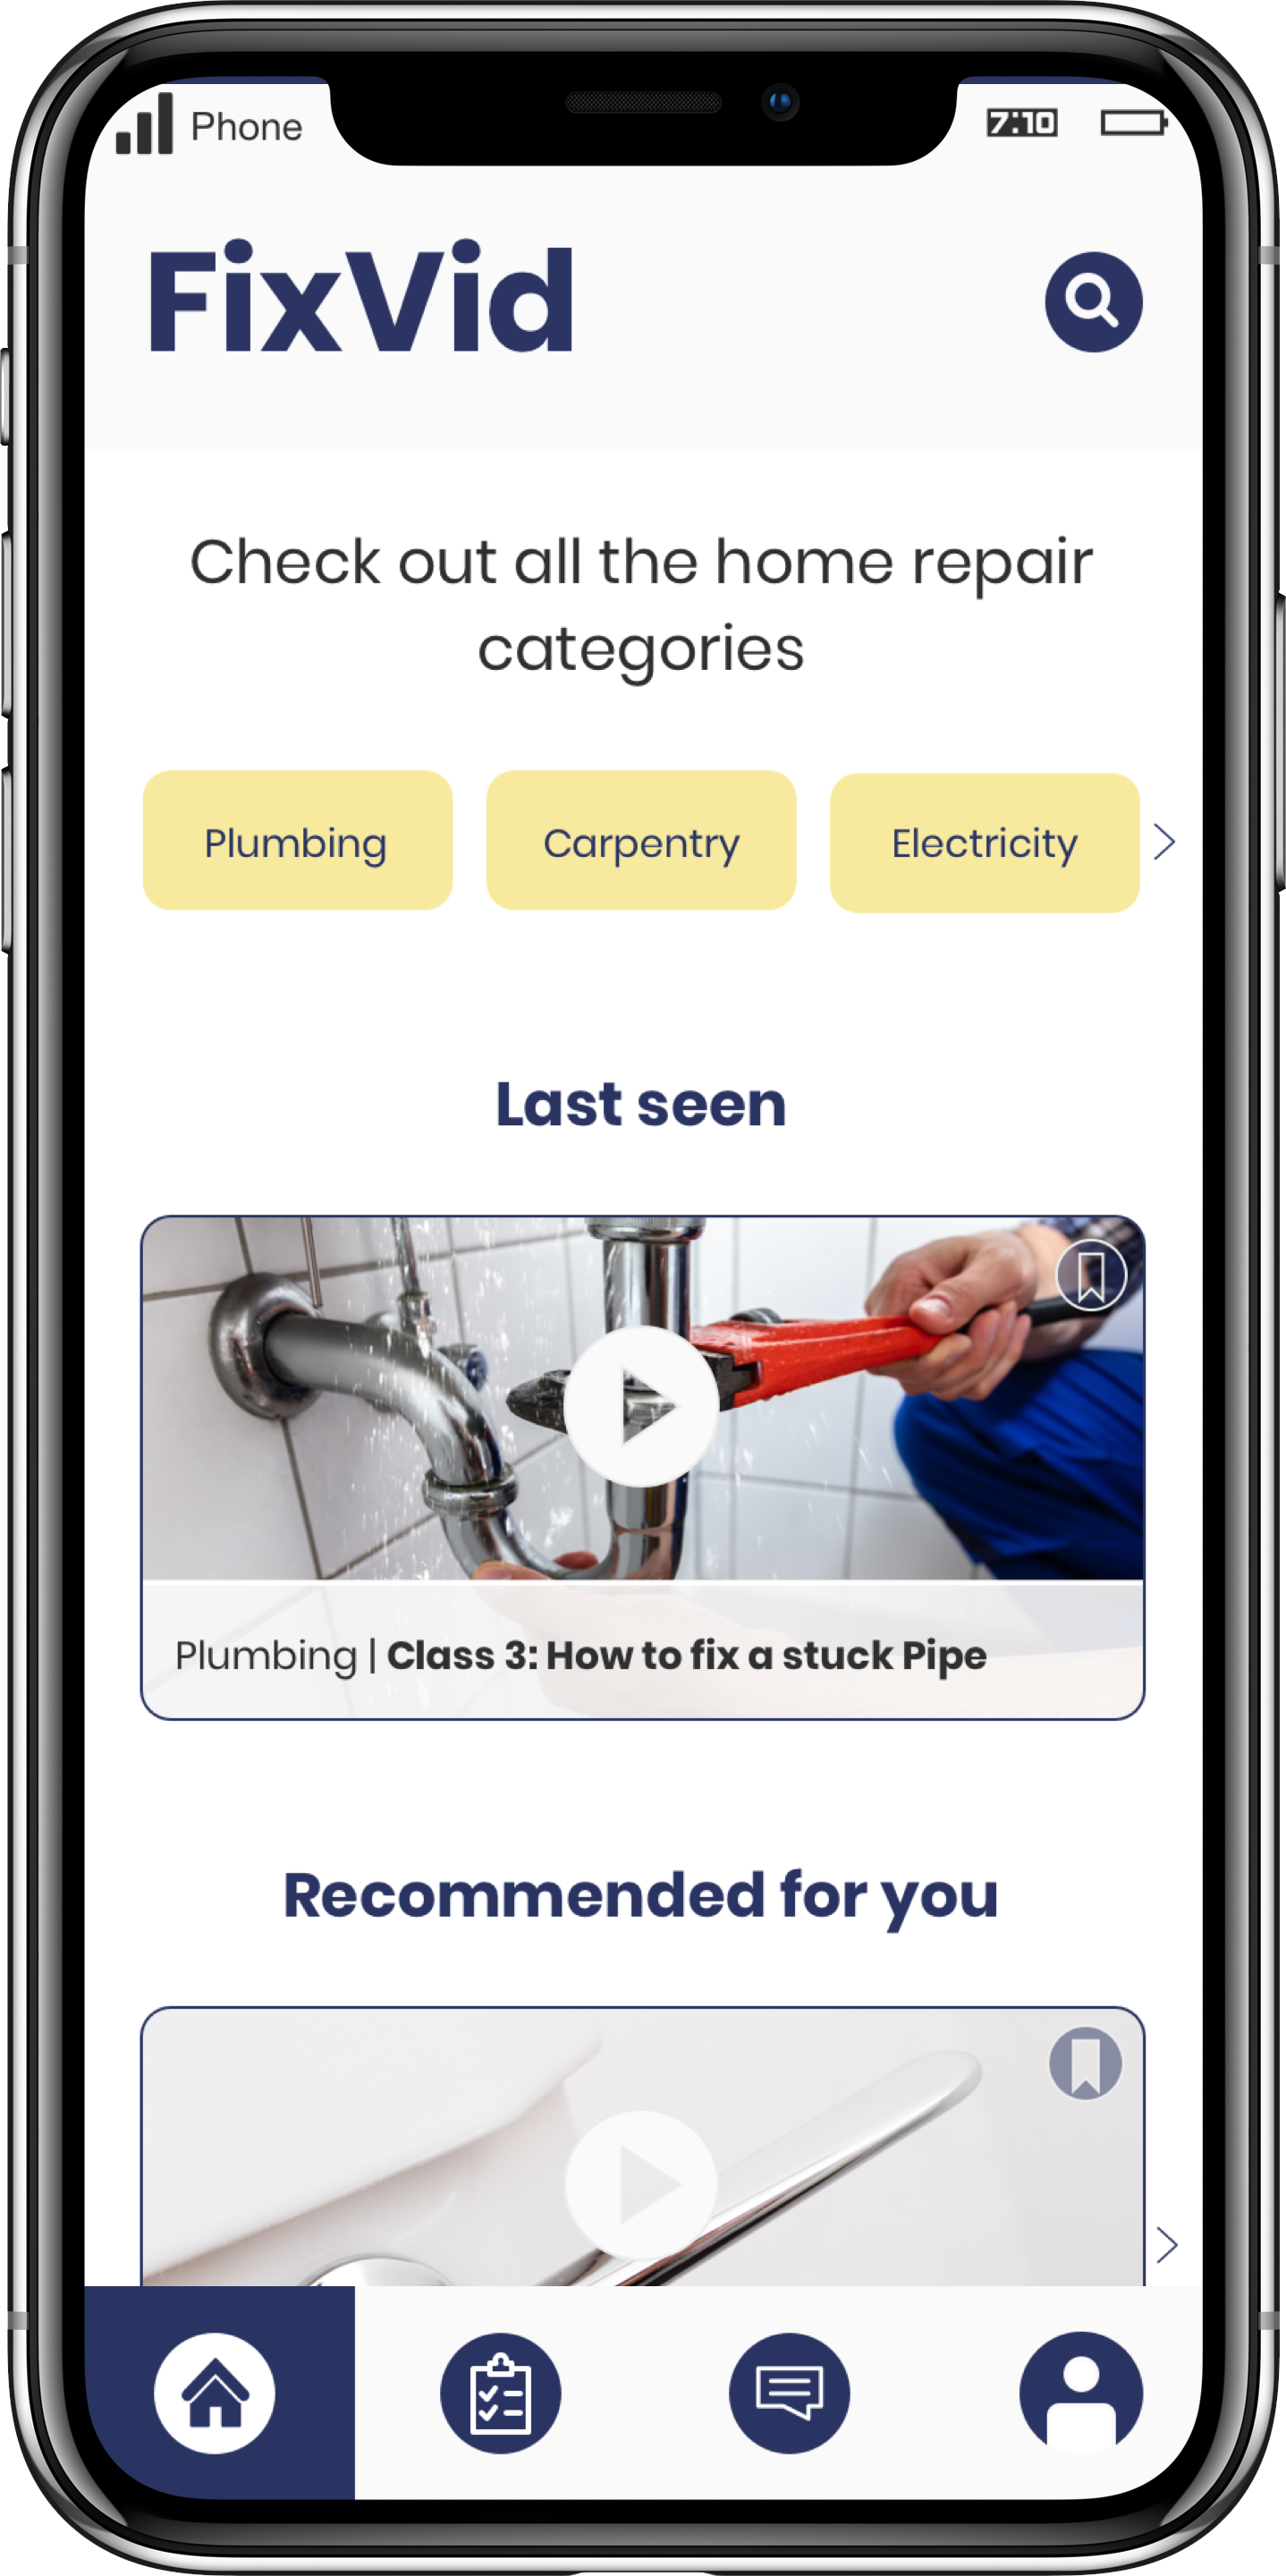 Phone
7:10
FixVid
Check out all the home repair
categories
Plumbing
Carpentry
Electricity
Last seen
Plumbing | Class 3: How to fix a stuck Pipe
Recommended for you